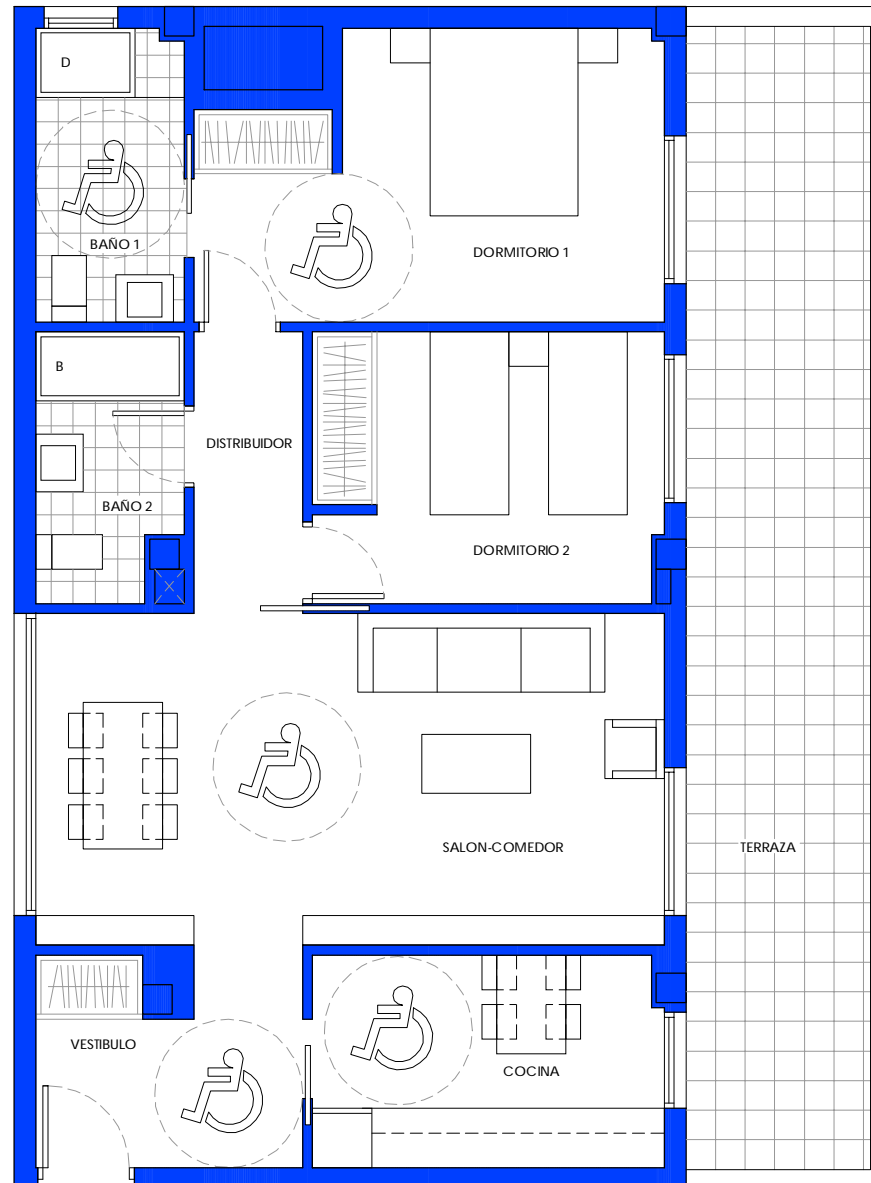 D
BAÑO 1
DORMITORIO 1
B
DISTRIBUIDOR
BAÑO 2
DORMITORIO 2
SALON-COMEDOR
TERRAZA
VESTIBULO
COCINA